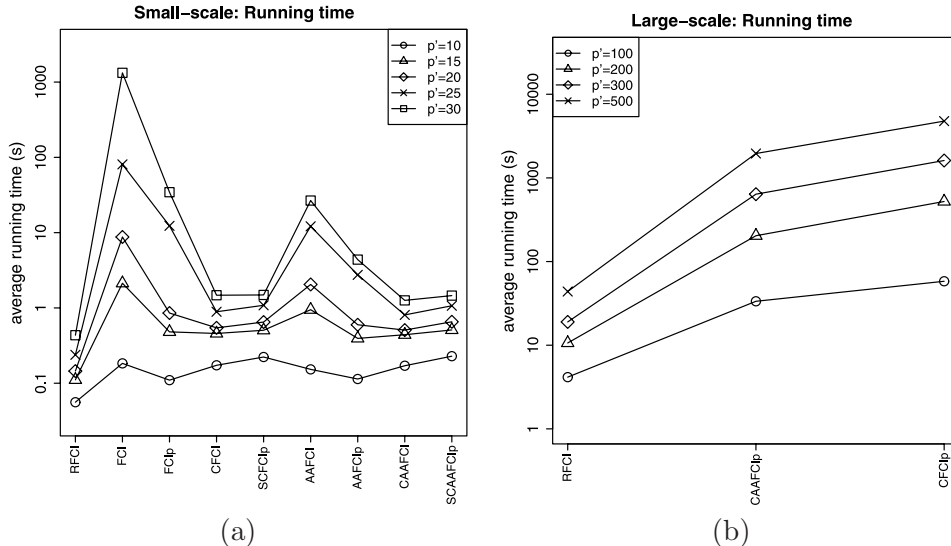 Small–scale: Running time
average running time (s)
1000
100
10
1
0.1
p'=10
p'=15
p'=20
p'=25
p'=30
RFCI
FCI
FCIp
CFCI
SCFCIp
AAFCI
AAFCIp
CAAFCI
SCAAFCIp
(a)
Large–scale: Running time
average running time (s)
10000
1000
100
10
1
p'=100
p'=200
p'=300
p'=500
RFCI
CAAFCIp
CFCIp
(b)